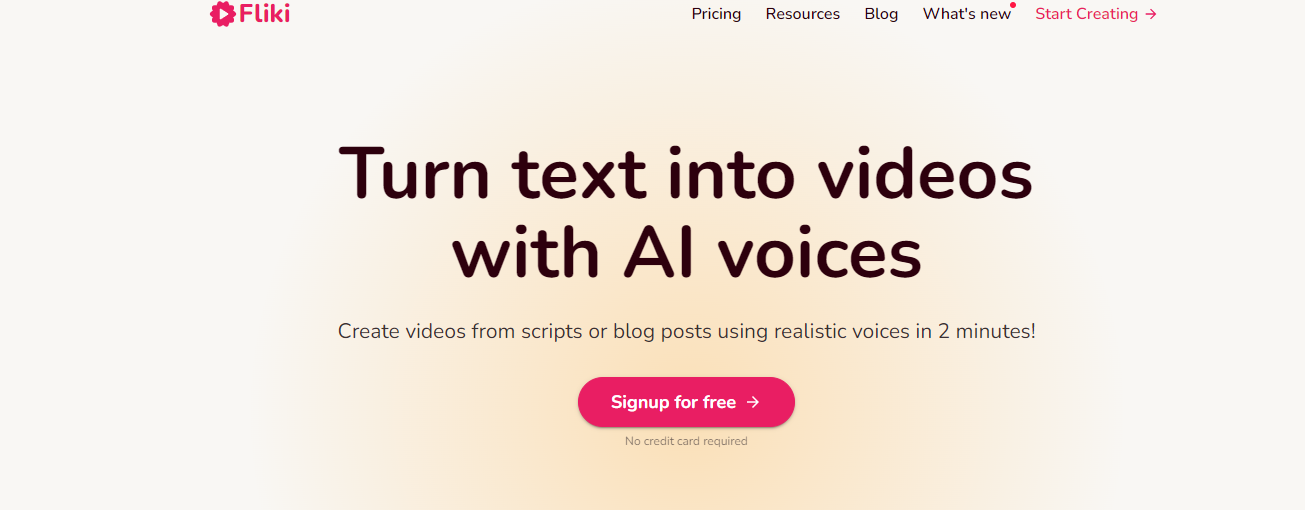 Fliki
Pricing Resources Blog What's new Start Creating →
Turn text into videos
with AI voices
Create videos from scripts or blog posts using realistic voices in 2 minutes!
Signup for free →
No credit card required